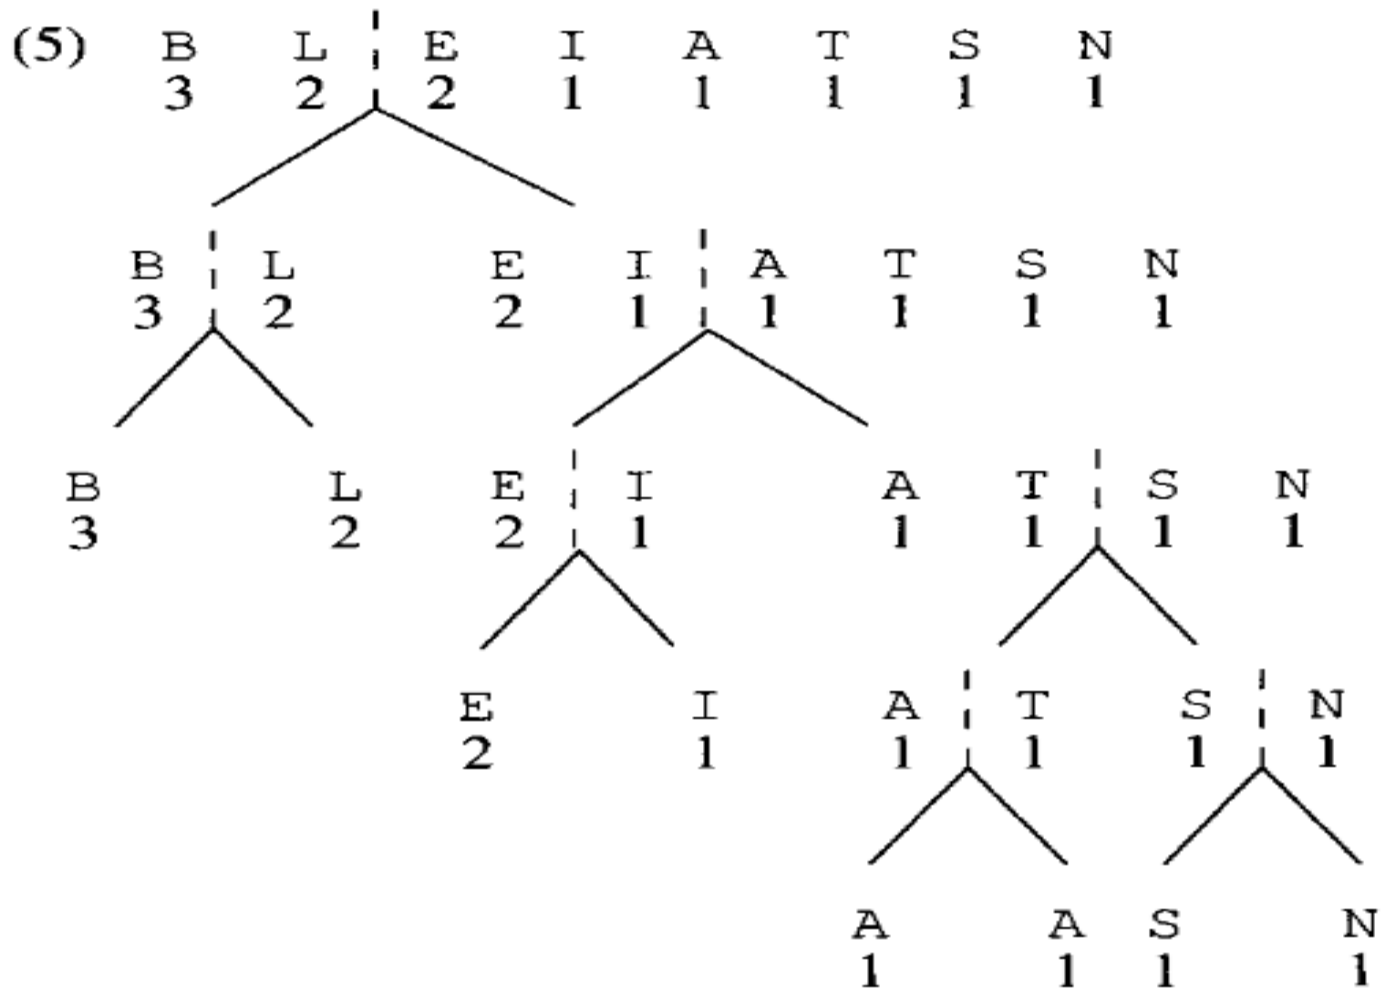 (5) B L E I A T S N
3 2 2 1 1 1 1 1
B L E I A T S N
3 2 2 1 1 1 1 1
B L E I A T S N
3 2 2 1 1 1 1 1
E I A T S N
2 1 1 1 1 1
A A S N
1 1 1 1